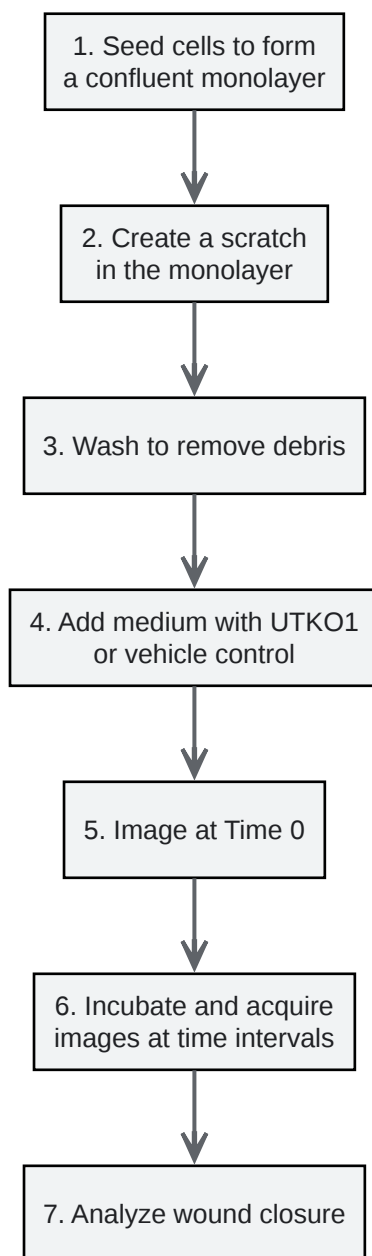 1. Seed cells to form
a confluent monolayer
2. Create a scratch
in the monolayer
3. Wash to remove debris
4. Add medium with UTKO1
or vehicle control
5. Image at Time 0
6. Incubate and acquire
images at time intervals
7. Analyze wound closure